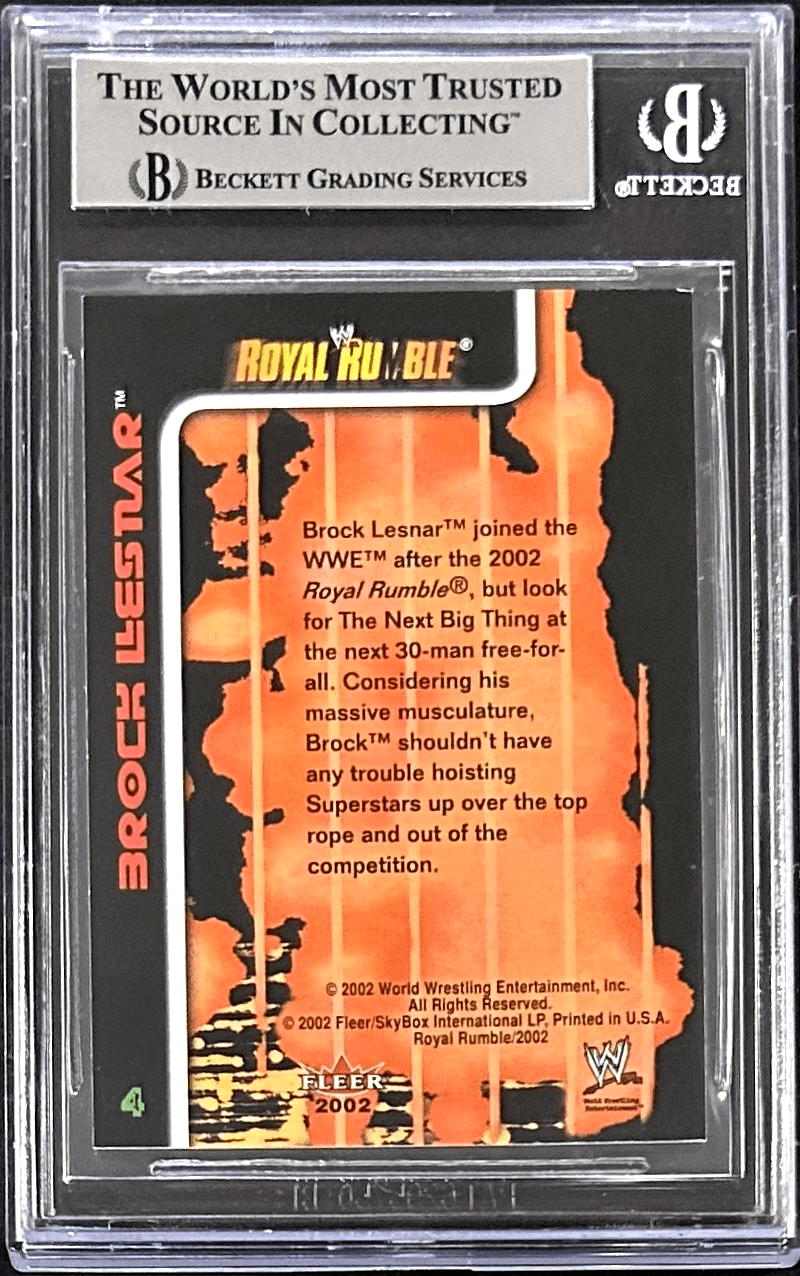 THE WORLD'S MOST TRUSTED
SOURCE IN COLLECTING™
B BECKETT GRADING SERVICES
B
BECKETT®
W
ROYAL RUMBLE®
BROCK LESNAR™
Brock Lesnar™ joined the
WWE™ after the 2002
Royal Rumble®, but look
for The Next Big Thing at
the next 30-man free-for-
all. Considering his
massive musculature,
Brock™ shouldn't have
any trouble hoisting
Superstars up over the top
rope and out of the
competition.
© 2002 World Wrestling Entertainment, Inc.
All Rights Reserved.
© 2002 Fleer/SkyBox International LP, Printed in U.S.A.
Royal Rumble/2002
FLEER
2002
W
World Wrestling
Entertainment™
4